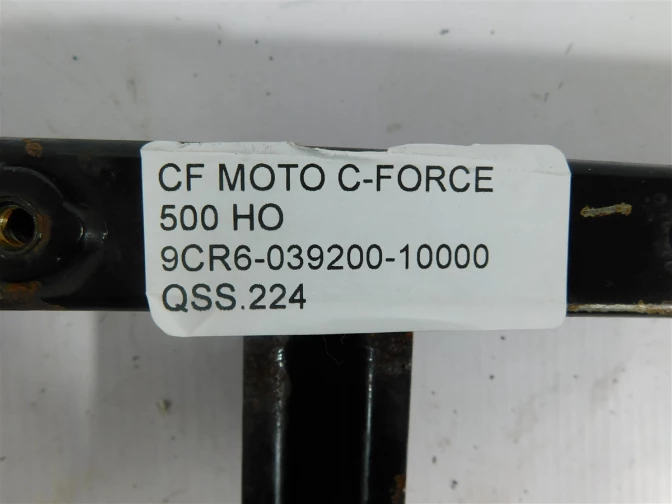 CF MOTO C-FORCE
500 HO
9CR6-039200-10000
QSS.224